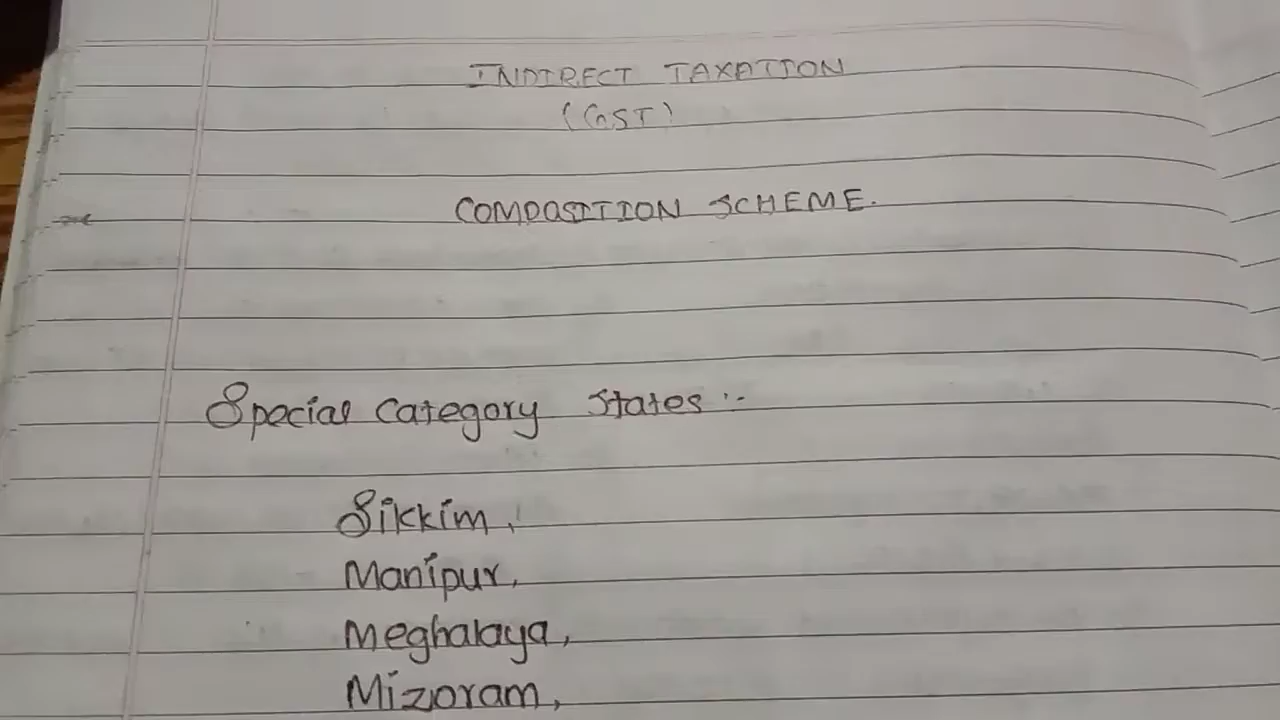 INDIRECT TAXATION
(GST)
COMPOSITION SCHEME.
Special Category States :-
Sikkim,
Manipur,
Meghalaya,
Mizoram,